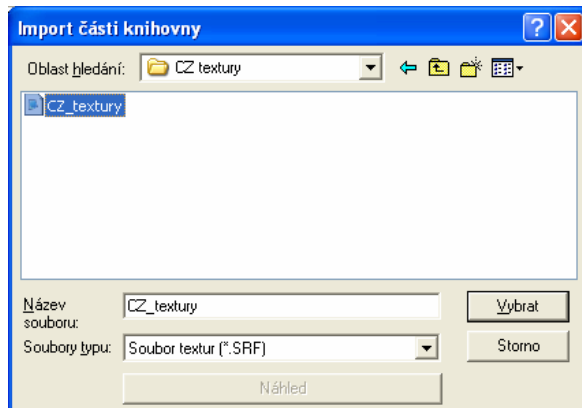 Import části knihovny
Oblast hledání: CZ textury
CZ_textury
Název souboru: CZ_textury
Vybrat
Soubory typu: Soubor textur (*.SRF)
Storno
Náhled